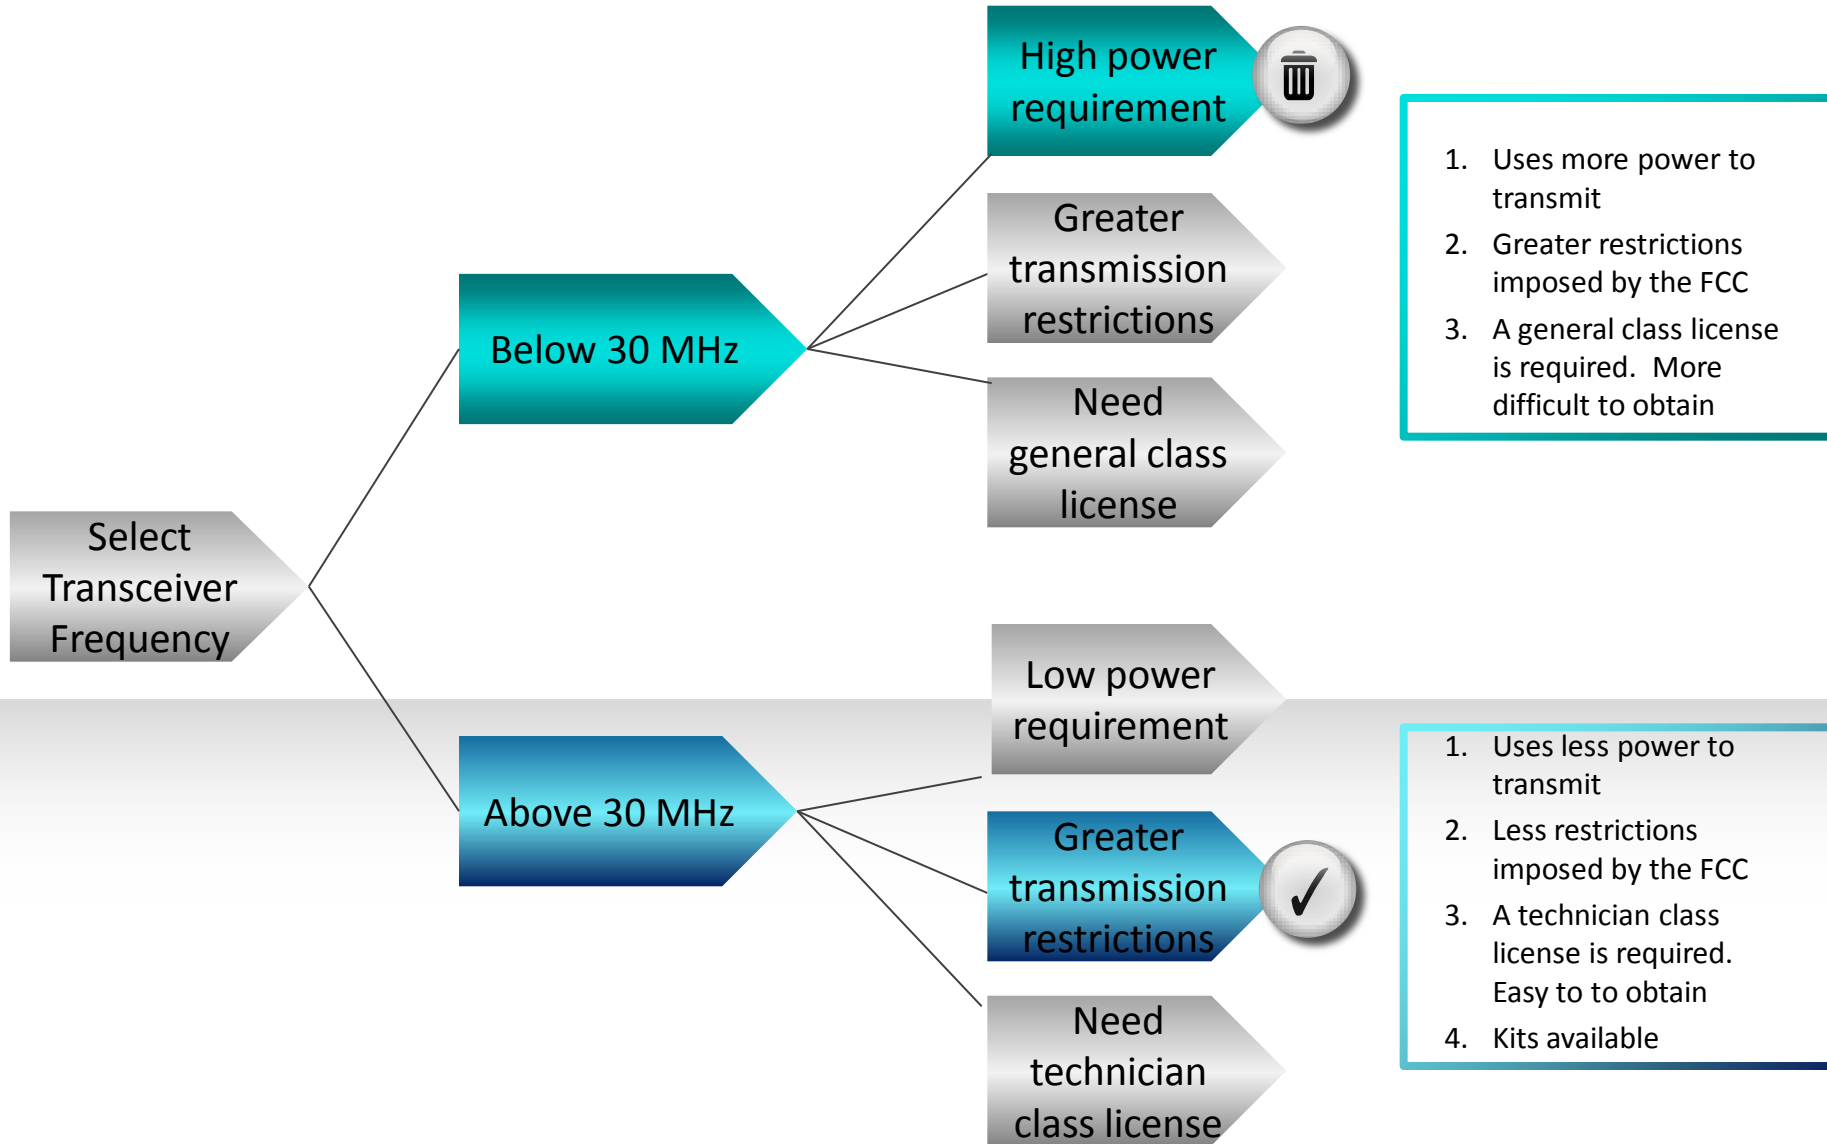 High power
requirement
Greater
transmission
restrictions
Need
general class
license
Below 30 MHz
1. Uses more power to
transmit
2. Greater restrictions
imposed by the FCC
3. A general class license
is required.  More
difficult to obtain
Select
Transceiver
Frequency
Low power
requirement
Above 30 MHz
Greater
transmission
restrictions
Need
technician
class license
1. Uses less power to
transmit
2. Less restrictions
imposed by the FCC
3. A technician class
license is required.
Easy to to obtain
4. Kits available